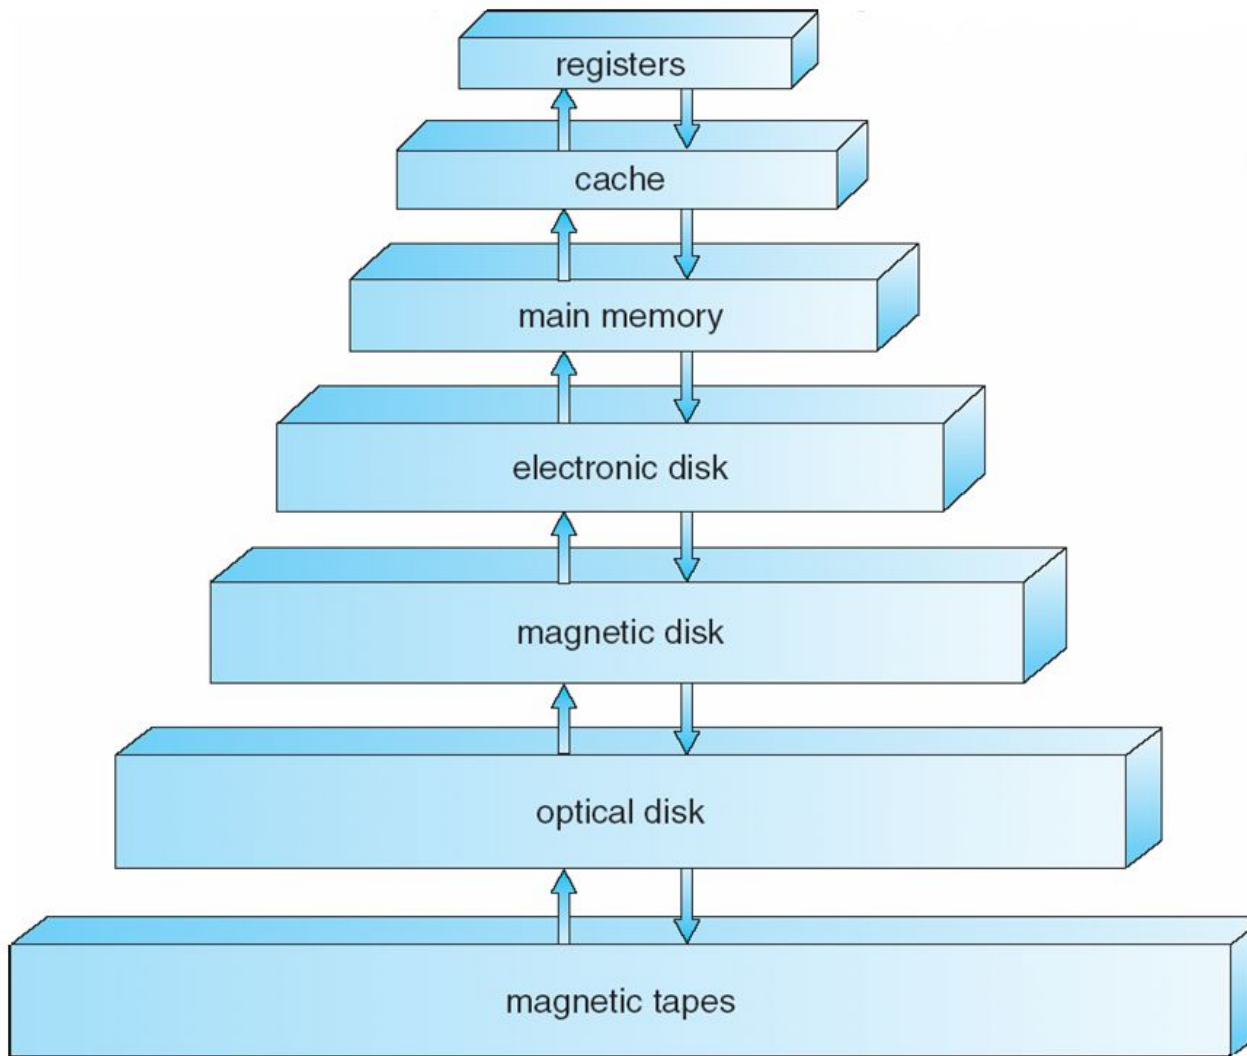 registers
cache
main memory
electronic disk
magnetic disk
optical disk
magnetic tapes